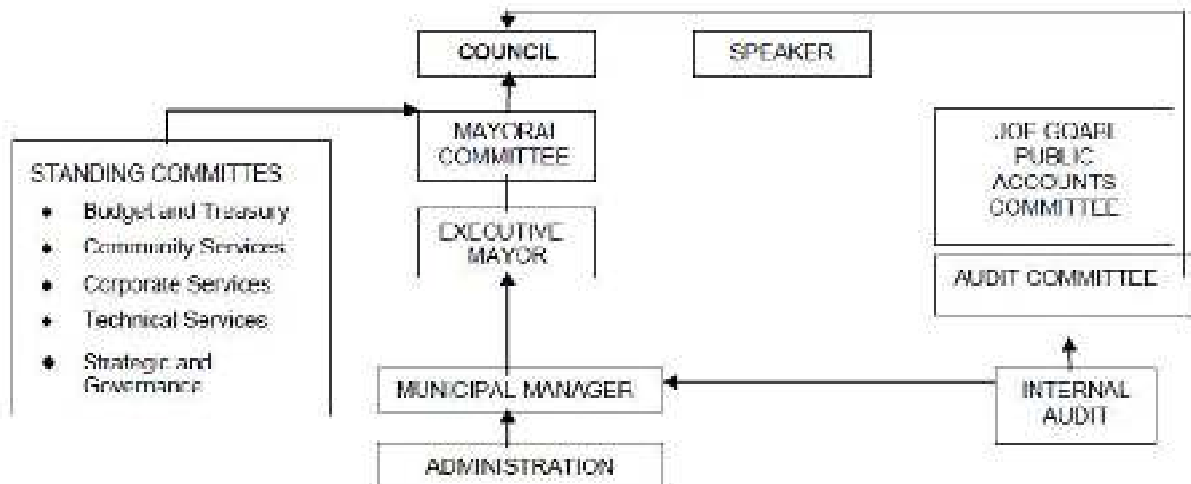 COUNCIL
SPEAKER
MAYORAL
COMMITTEE
JOE GQABI
PUBLIC
ACCOUNTS
COMMITTEE
STANDING COMMITTES
Budget and Treasury
Community Services
Corporate Services
Technical Services
Strategic and
Governance
EXECUTIVE
MAYOR
AUDIT COMMITTEE
MUNICIPAL MANAGER
INTERNAL
AUDIT
ADMINISTRATION